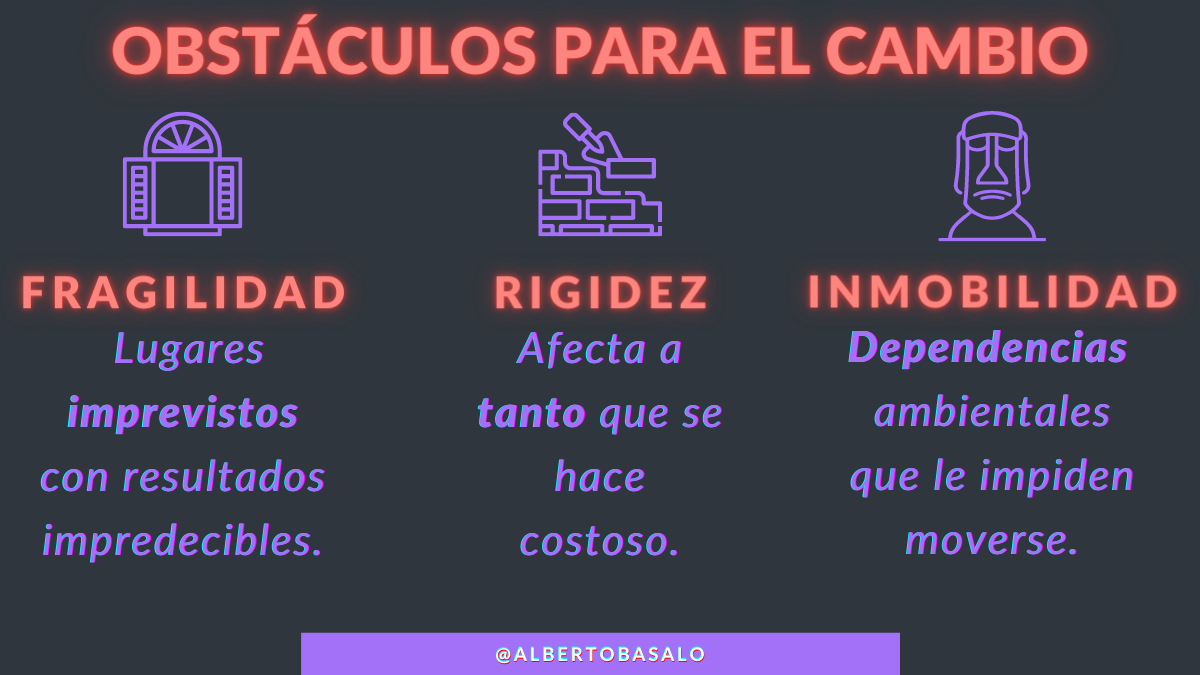 OBSTÁCULOS PARA EL CAMBIO
FRAGILIDAD
Lugares
imprevistos
con resultados
impredecibles.
RIGIDEZ
Afecta a
tanto que se
hace
costoso.
INMOBILIDAD
Dependencias
ambientales
que le impiden
moverse.
@ALBERTOBASALO